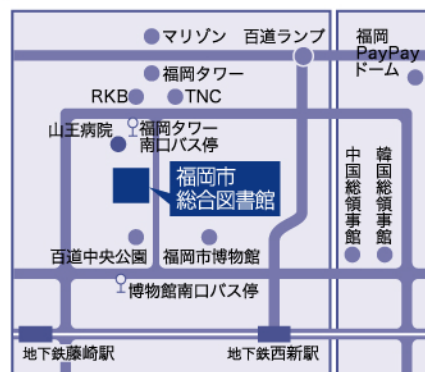 マリゾン
百道ランプ
福岡
PayPay
ドーム
福岡タワー
RKB
TNC
山王病院
福岡タワー
南口バス停
福岡市
総合図書館
中国総領事館
韓国総領事館
百道中央公園
福岡市博物館
博物館南口バス停
地下鉄藤崎駅
地下鉄西新駅